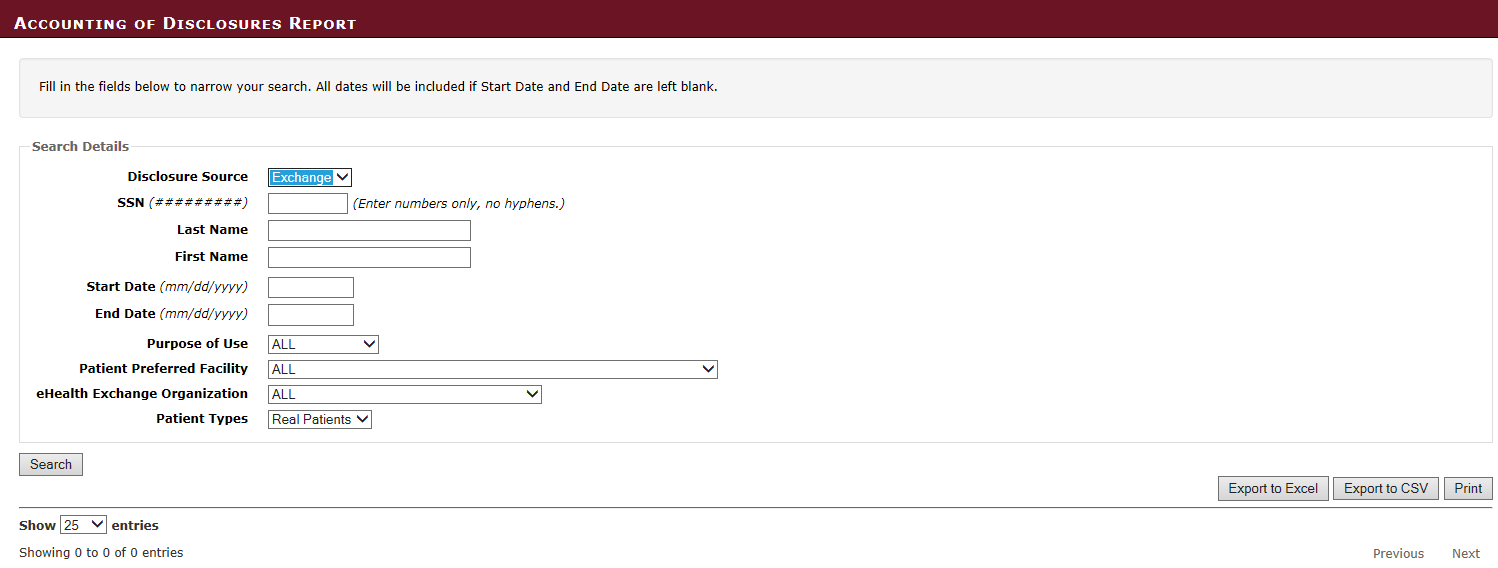 Accounting of Disclosures Report
Fill in the fields below to narrow your search. All dates will be included if Start Date and End Date are left blank.
Search Details
Disclosure Source Exchange
SSN (#########) (Enter numbers only, no hyphens.)
Last Name
First Name
Start Date (mm/dd/yyyy)
End Date (mm/dd/yyyy)
Purpose of Use ALL
Patient Preferred Facility ALL
eHealth Exchange Organization ALL
Patient Types Real Patients
Search
Export to Excel Export to CSV Print
Show 25 entries
Showing 0 to 0 of 0 entries Previous Next